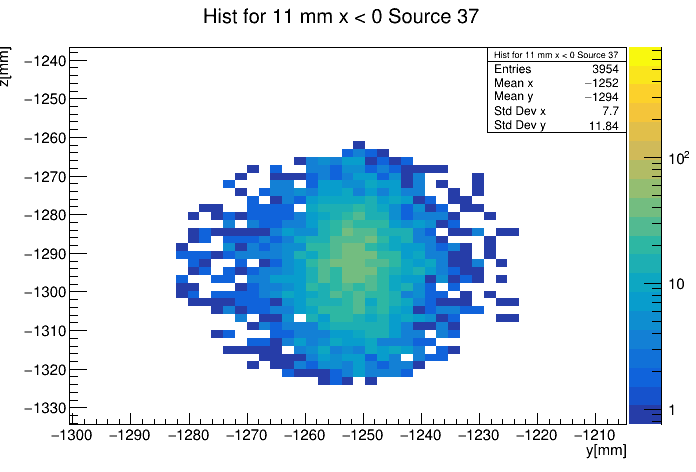 Hist for 11 mm x < 0 Source 37
z[mm]
Hist for 11 mm x < 0 Source 37
Entries 3954
Mean x −1252
Mean y −1294
Std Dev x 7.7
Std Dev y 11.84
−1240
−1250
−1260
−1270
−1280
−1290
−1300
−1310
−1320
−1330
10²
10
1
−1300 −1290 −1280 −1270 −1260 −1250 −1240 −1230 −1220 −1210
y[mm]